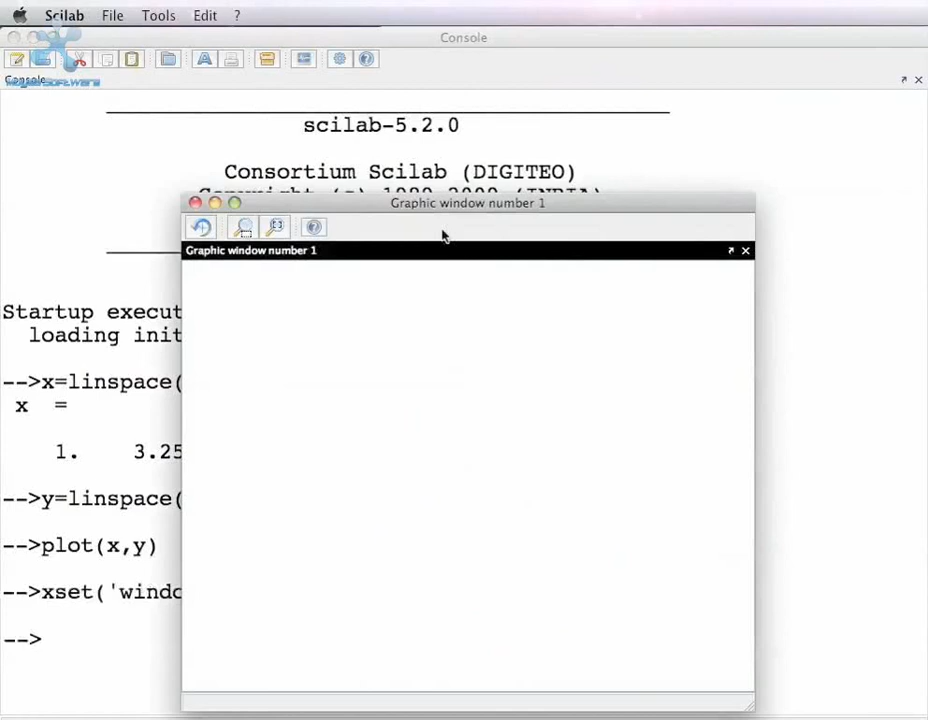 Scilab File Tools Edit ?
Console
Console
scilab-5.2.0
Consortium Scilab (DIGITEO)
Graphic window number 1
Graphic window number 1
Startup execut
loading init
-->x=linspace(
x =
1. 3.25
-->y=linspace(
-->plot(x,y)
-->xset('windo
-->